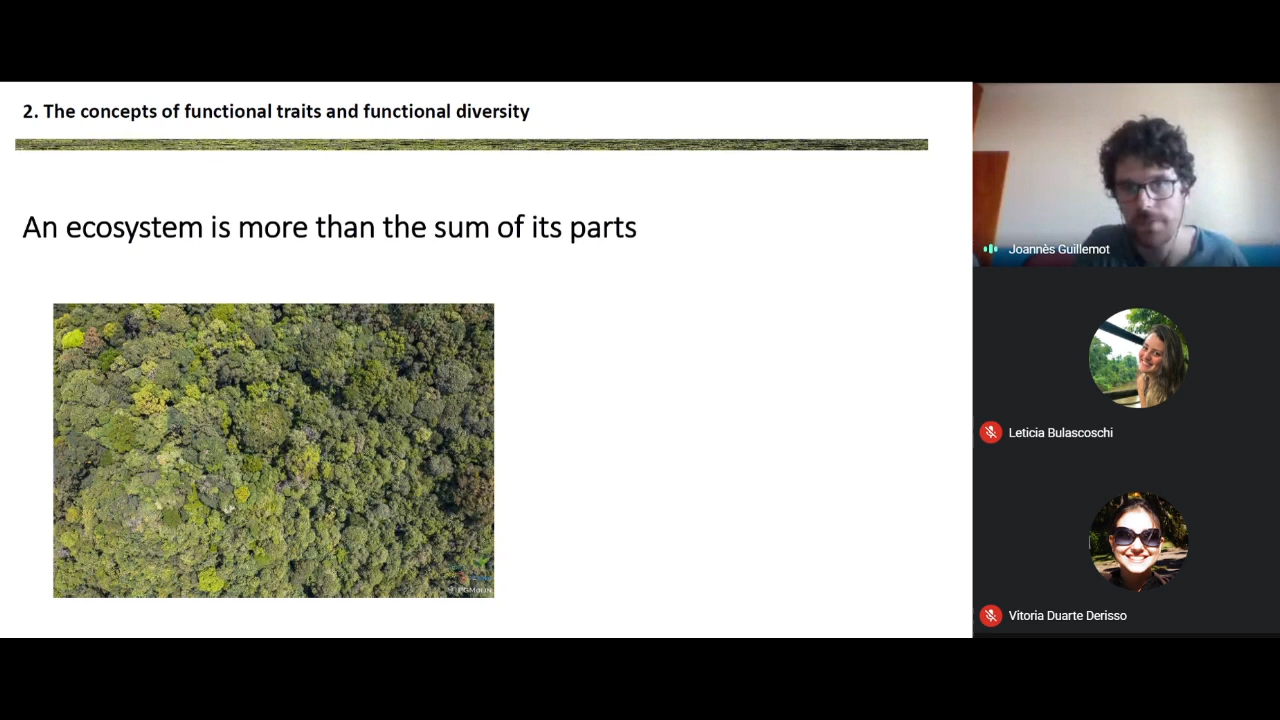 2. The concepts of functional traits and functional diversity
An ecosystem is more than the sum of its parts
Joannès Guillemot
Leticia Bulascoschi
Vitoria Duarte Derisso